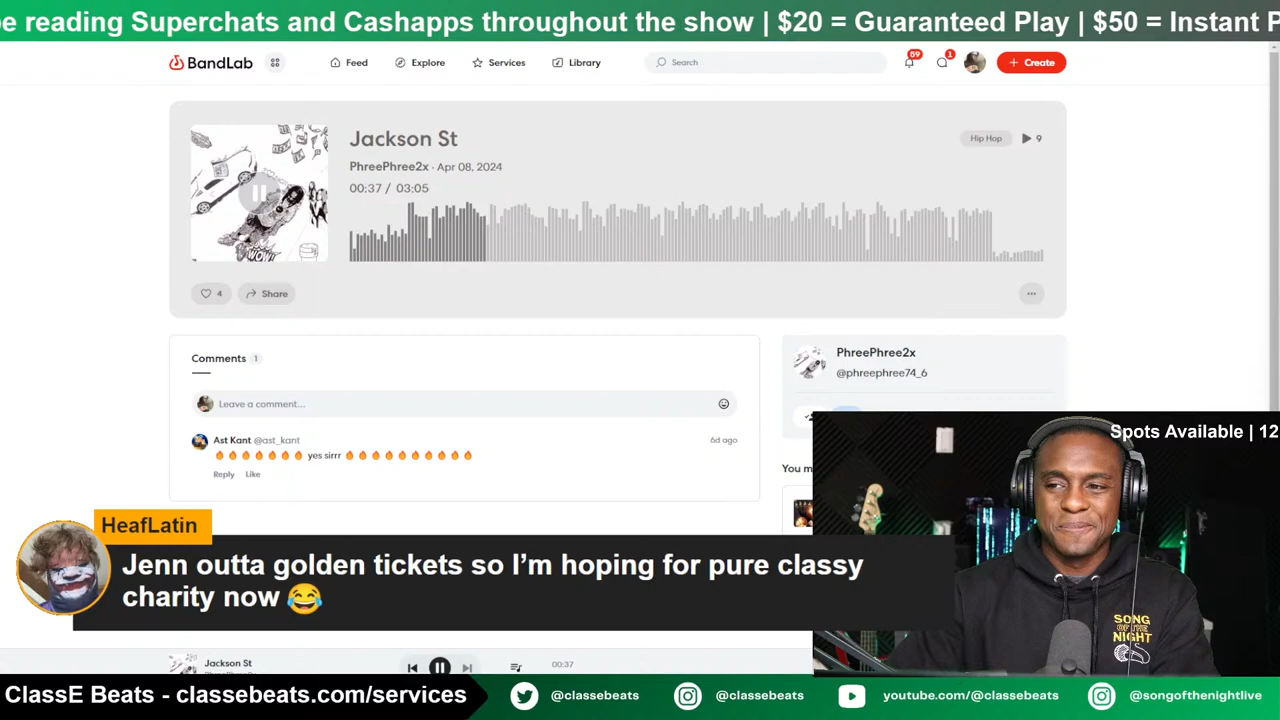 be reading Superchats and Cashapps throughout the show | $20 = Guaranteed Play | $50 = Instant P
BandLab
Feed
Explore
Services
Library
Search
59
1
+ Create
Jackson St
PhreePhree2x · Apr 08, 2024
00:37 / 03:05
Hip Hop
9
WOW!
4
Share
Comments 1
Leave a comment...
Ast Kant @ast_kant
6d ago
🔥🔥🔥🔥🔥🔥🔥 yes sirrr 🔥🔥🔥🔥🔥🔥🔥🔥🔥🔥
Reply Like
PhreePhree2x
@phreephree74_6
You m
Spots Available | 12
HeafLatin
Jenn outta golden tickets so I’m hoping for pure classy
charity now 😂
SONG
OF THE
NIGHT
Jackson St
00:37
ClassE Beats - classebeats.com/services
@classebeats
@classebeats
youtube.com/@classebeats
@songofthenightlive